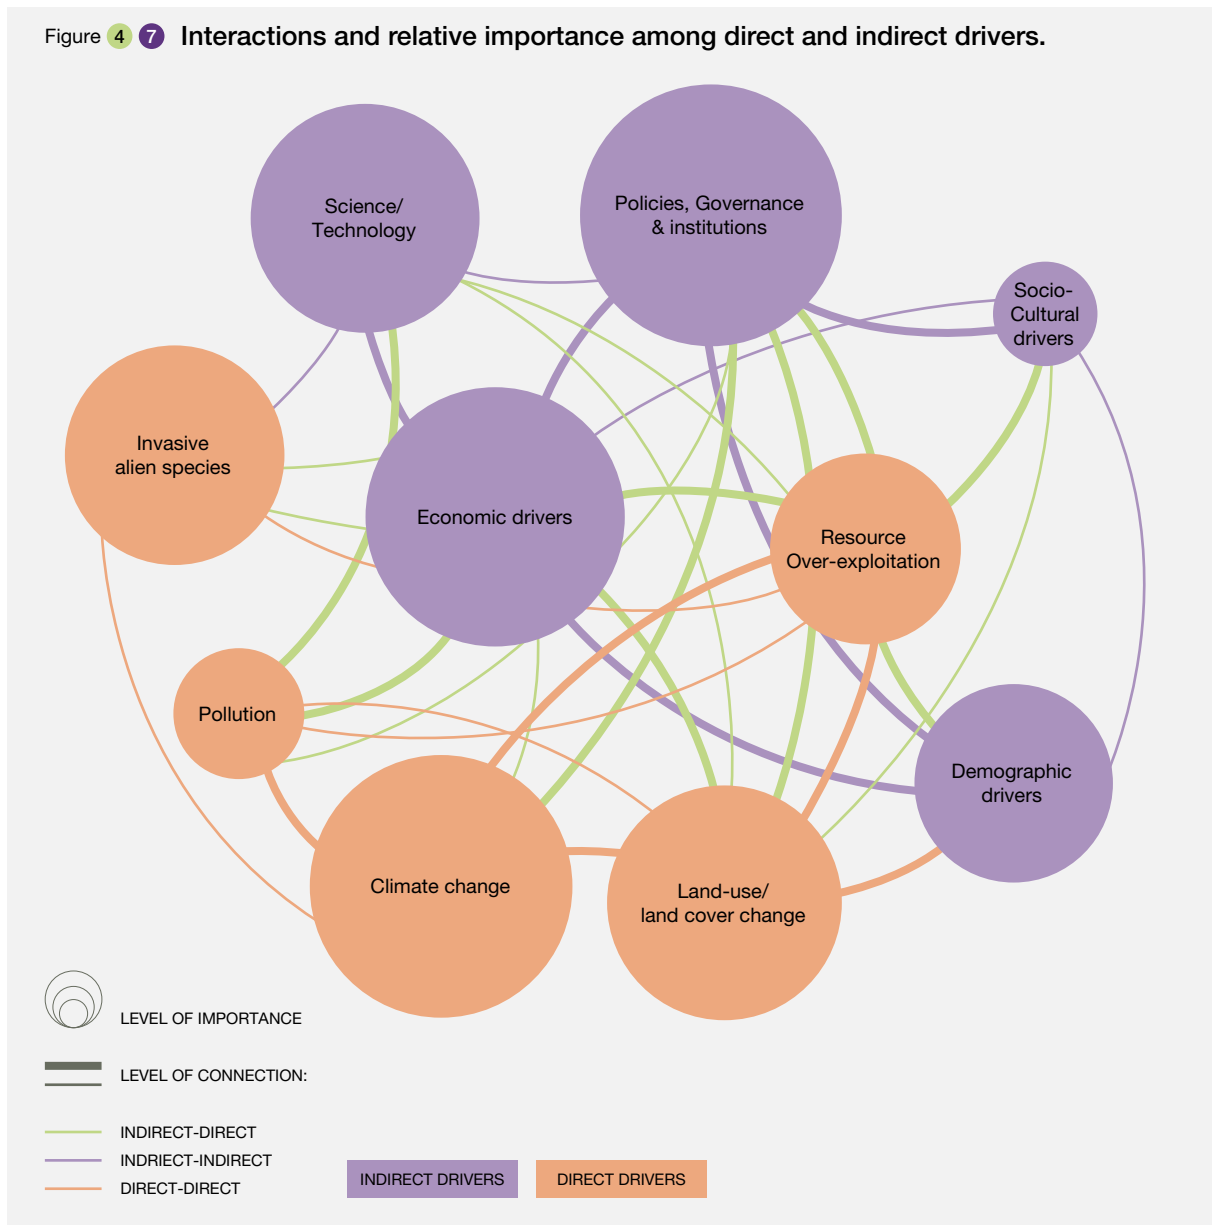 Figure 4 7 Interactions and relative importance among direct and indirect drivers.
Science/
Technology
Policies, Governance
& institutions
Socio-
Cultural
drivers
Invasive
alien species
Economic drivers
Resource
Over-exploitation
Pollution
Demographic
drivers
Climate change
Land-use/
land cover change
LEVEL OF IMPORTANCE
LEVEL OF CONNECTION:
INDIRECT-DIRECT
INDRIECT-INDIRECT
DIRECT-DIRECT
INDIRECT DRIVERS
DIRECT DRIVERS